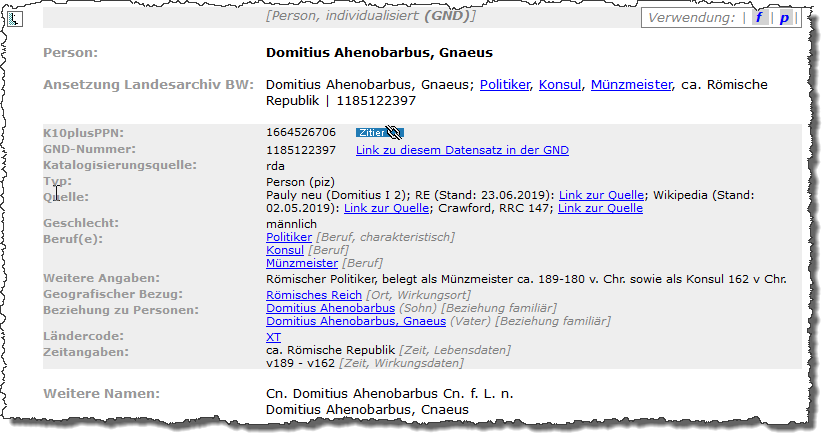 [Person, individualisiert (GND)]
Verwendung: | f | p |
Person: Domitius Ahenobarbus, Gnaeus
Ansetzung Landesarchiv BW: Domitius Ahenobarbus, Gnaeus; Politiker, Konsul, Münzmeister, ca. Römische
Republik | 1185122397
K10plusPPN: 1664526706 Zitier
GND-Nummer: 1185122397 Link zu diesem Datensatz in der GND
Katalogisierungsquelle: rda
Typ: Person (piz)
Quelle: Pauly neu (Domitius I 2); RE (Stand: 23.06.2019): Link zur Quelle; Wikipedia (Stand:
02.05.2019): Link zur Quelle; Crawford, RRC 147; Link zur Quelle
Geschlecht: männlich
Beruf(e): Politiker [Beruf, charakteristisch]
Konsul [Beruf]
Münzmeister [Beruf]
Weitere Angaben: Römischer Politiker, belegt als Münzmeister ca. 189-180 v. Chr. sowie als Konsul 162 v Chr.
Geografischer Bezug: Römisches Reich [Ort, Wirkungsort]
Beziehung zu Personen: Domitius Ahenobarbus (Sohn) [Beziehung familiär]
Domitius Ahenobarbus, Gnaeus (Vater) [Beziehung familiär]
Ländercode: XT
Zeitangaben: ca. Römische Republik [Zeit, Lebensdaten]
v189 - v162 [Zeit, Wirkungsdaten]
Weitere Namen: Cn. Domitius Ahenobarbus Cn. f. L. n.
Domitius Ahenobarbus, Cnaeus